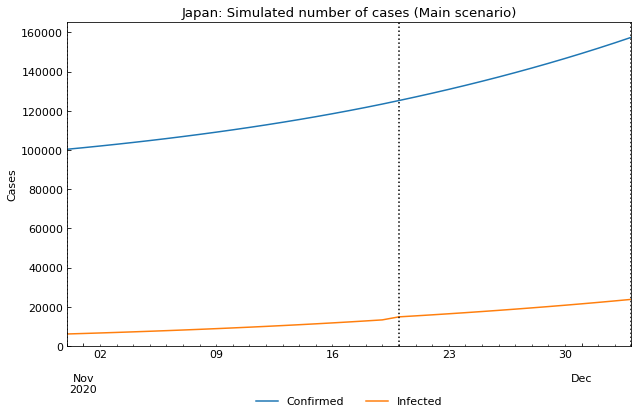 Japan: Simulated number of cases (Main scenario)
160000
140000
120000
100000
80000
60000
40000
20000
0
Cases
02 09 16 23 30
Nov Dec
2020
Confirmed Infected